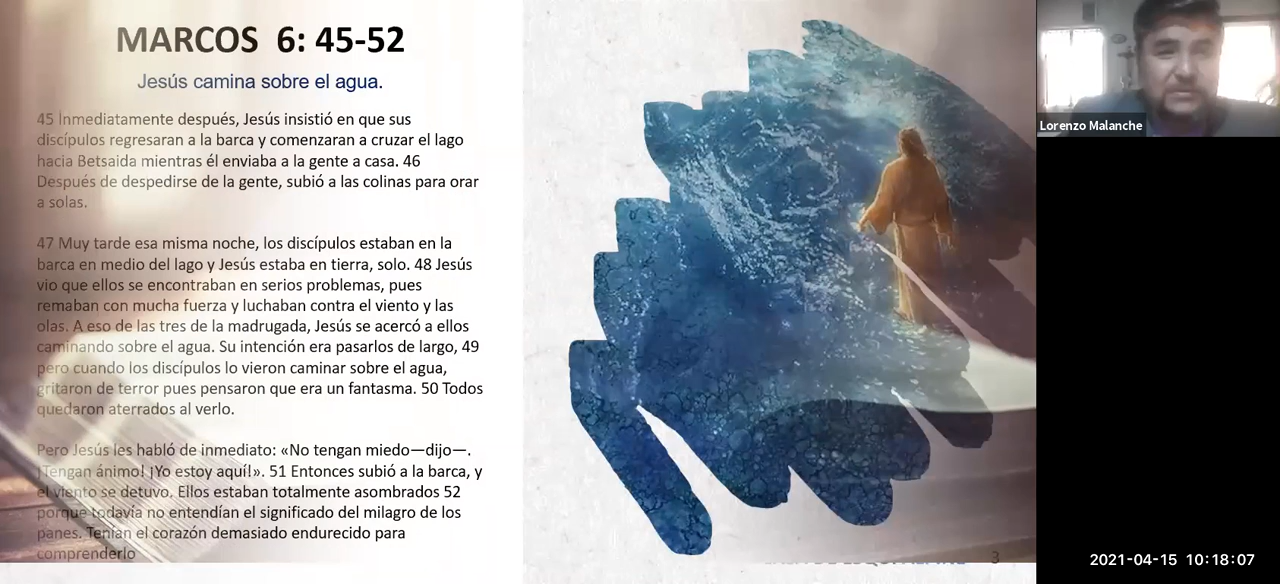 MARCOS 6: 45-52
Jesús camina sobre el agua.
45 Inmediatamente después, Jesús insistió en que sus
discípulos regresaran a la barca y comenzaran a cruzar el lago
hacia Betsaida mientras él enviaba a la gente a casa. 46
Después de despedirse de la gente, subió a las colinas para orar
a solas.
47 Muy tarde esa misma noche, los discípulos estaban en la
barca en medio del lago y Jesús estaba en tierra, solo. 48 Jesús
vio que ellos se encontraban en serios problemas, pues
remaban con mucha fuerza y luchaban contra el viento y las
olas. A eso de las tres de la madrugada, Jesús se acercó a ellos
caminando sobre el agua. Su intención era pasarlos de largo, 49
pero cuando los discípulos lo vieron caminar sobre el agua,
gritaron de terror pues pensaron que era un fantasma. 50 Todos
quedaron aterrados al verlo.
Pero Jesús les habló de inmediato: «No tengan miedo—dijo—.
¡Tengan ánimo! ¡Yo estoy aquí!». 51 Entonces subió a la barca, y
el viento se detuvo. Ellos estaban totalmente asombrados 52
porque todavía no entendían el significado del milagro de los
panes. Tenían el corazón demasiado endurecido para
comprenderlo
3
Lorenzo Malanche
2021-04-15 10:18:07